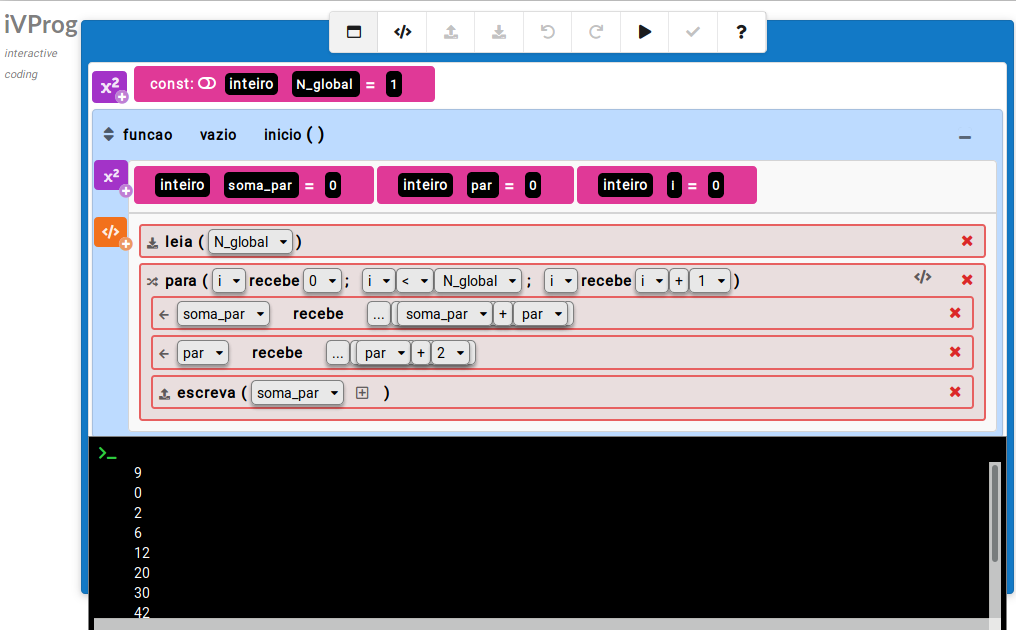 iVProg
interactive
coding
</> ?
x² const: inteiro N_global = 1
funcao vazio inicio ( ) −
x² inteiro soma_par = 0 inteiro par = 0 inteiro i = 0
</> leia ( N_global )
para ( i recebe 0 ; i < N_global ; i recebe i + 1 ) </>
soma_par recebe ... soma_par + par
par recebe ... par + 2
escreva ( soma_par )
>_
9
0
2
6
12
20
30
42